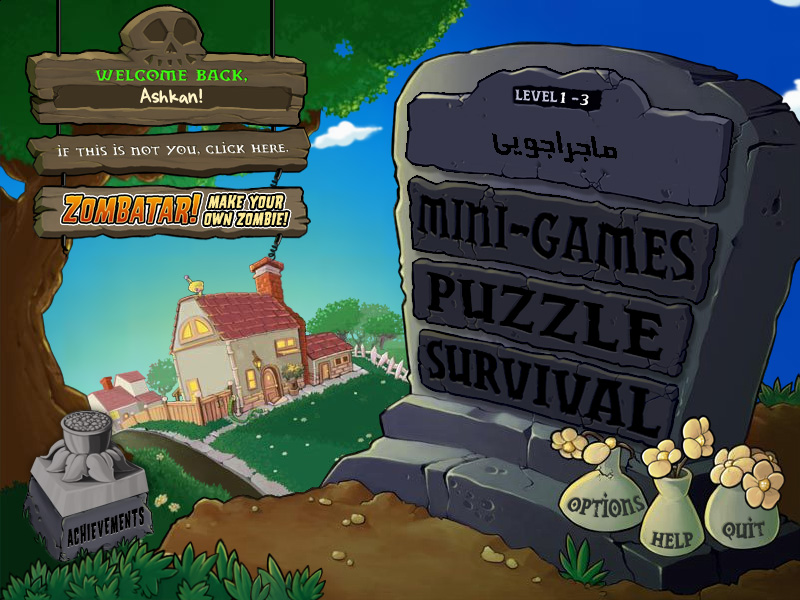 WELCOME BACK,
Ashkan!
IF THIS IS NOT YOU, CLICK HERE.
ZOMBATAR! MAKE YOUR OWN ZOMBIE!
LEVEL 1 - 3
ماجراجویی
MINI-GAMES
PUZZLE
SURVIVAL
ACHIEVEMENTS
OPTIONS
HELP
QUIT